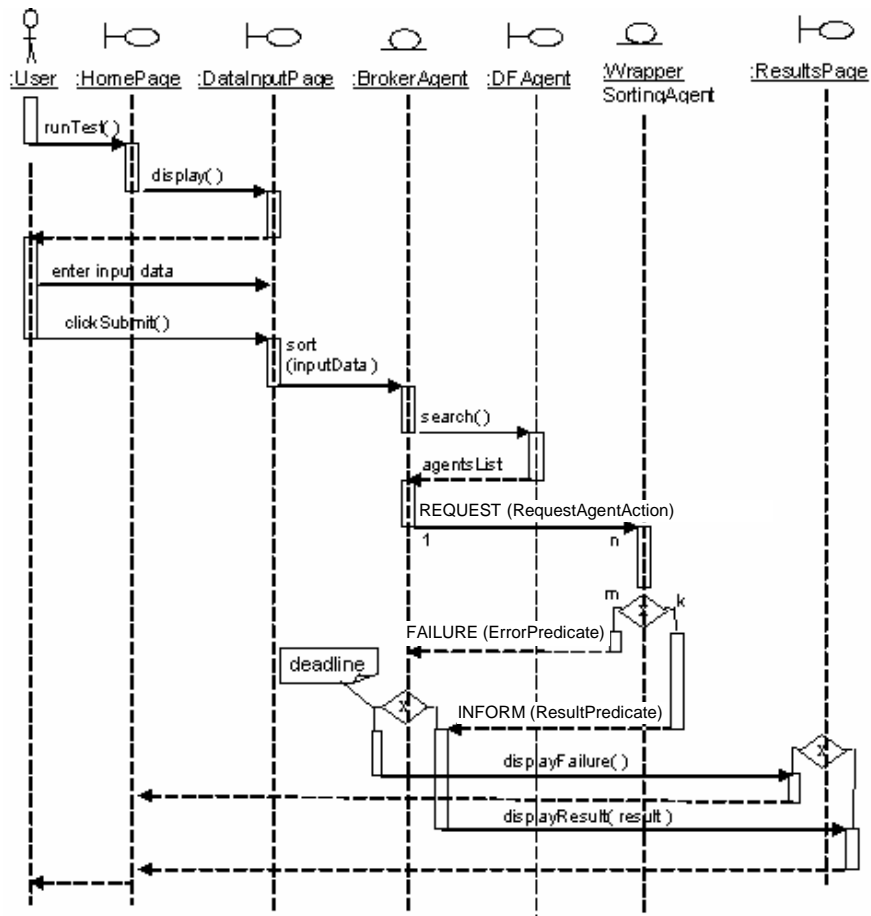 :User
:HomePage
:DataInputPage
:BrokerAgent
:DFAgent
:Wrapper
SortingAgent
:ResultsPage
runTest()
display()
enter input data
clickSubmit()
sort
(inputData )
search()
agentsList
REQUEST (RequestAgentAction)
1
n
m
k
X
FAILURE (ErrorPredicate)
deadline
X
INFORM (ResultPredicate)
X
displayFailure()
displayResult( result )